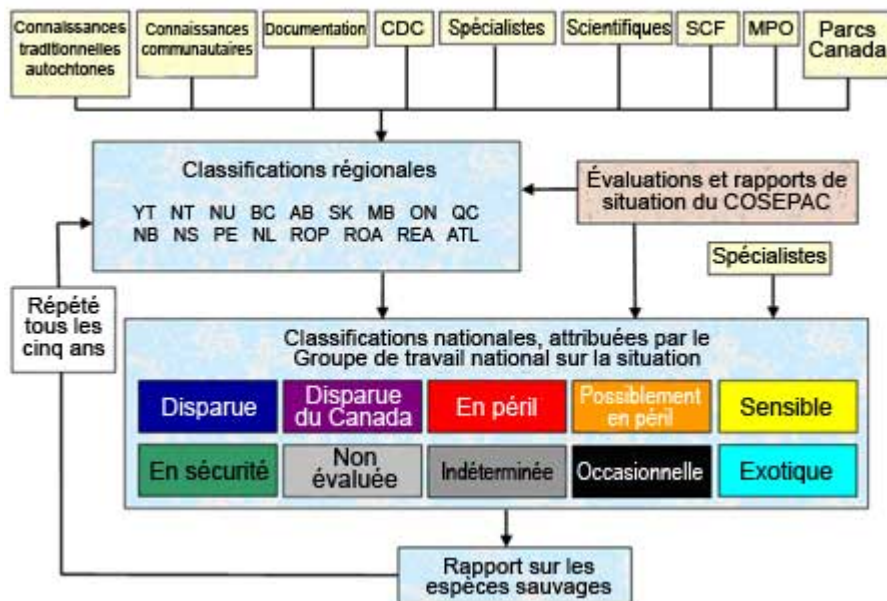 Connaissances
traditionnelles
autochtones
Connaissances
communautaires
Documentation
CDC
Spécialistes
Scientifiques
SCF
MPO
Parcs
Canada
Classifications régionales
YT NT NU BC AB SK MB ON QC
NB NS PE NL ROP ROA REA ATL
Évaluations et rapports de
situation du COSEPAC
Spécialistes
Répété
tous les
cinq ans
Classifications nationales, attribuées par le
Groupe de travail national sur la situation
Disparue
Disparue
du Canada
En péril
Possiblement
en péril
Sensible
En sécurité
Non
évaluée
Indéterminée
Occasionnelle
Exotique
Rapport sur les
espèces sauvages